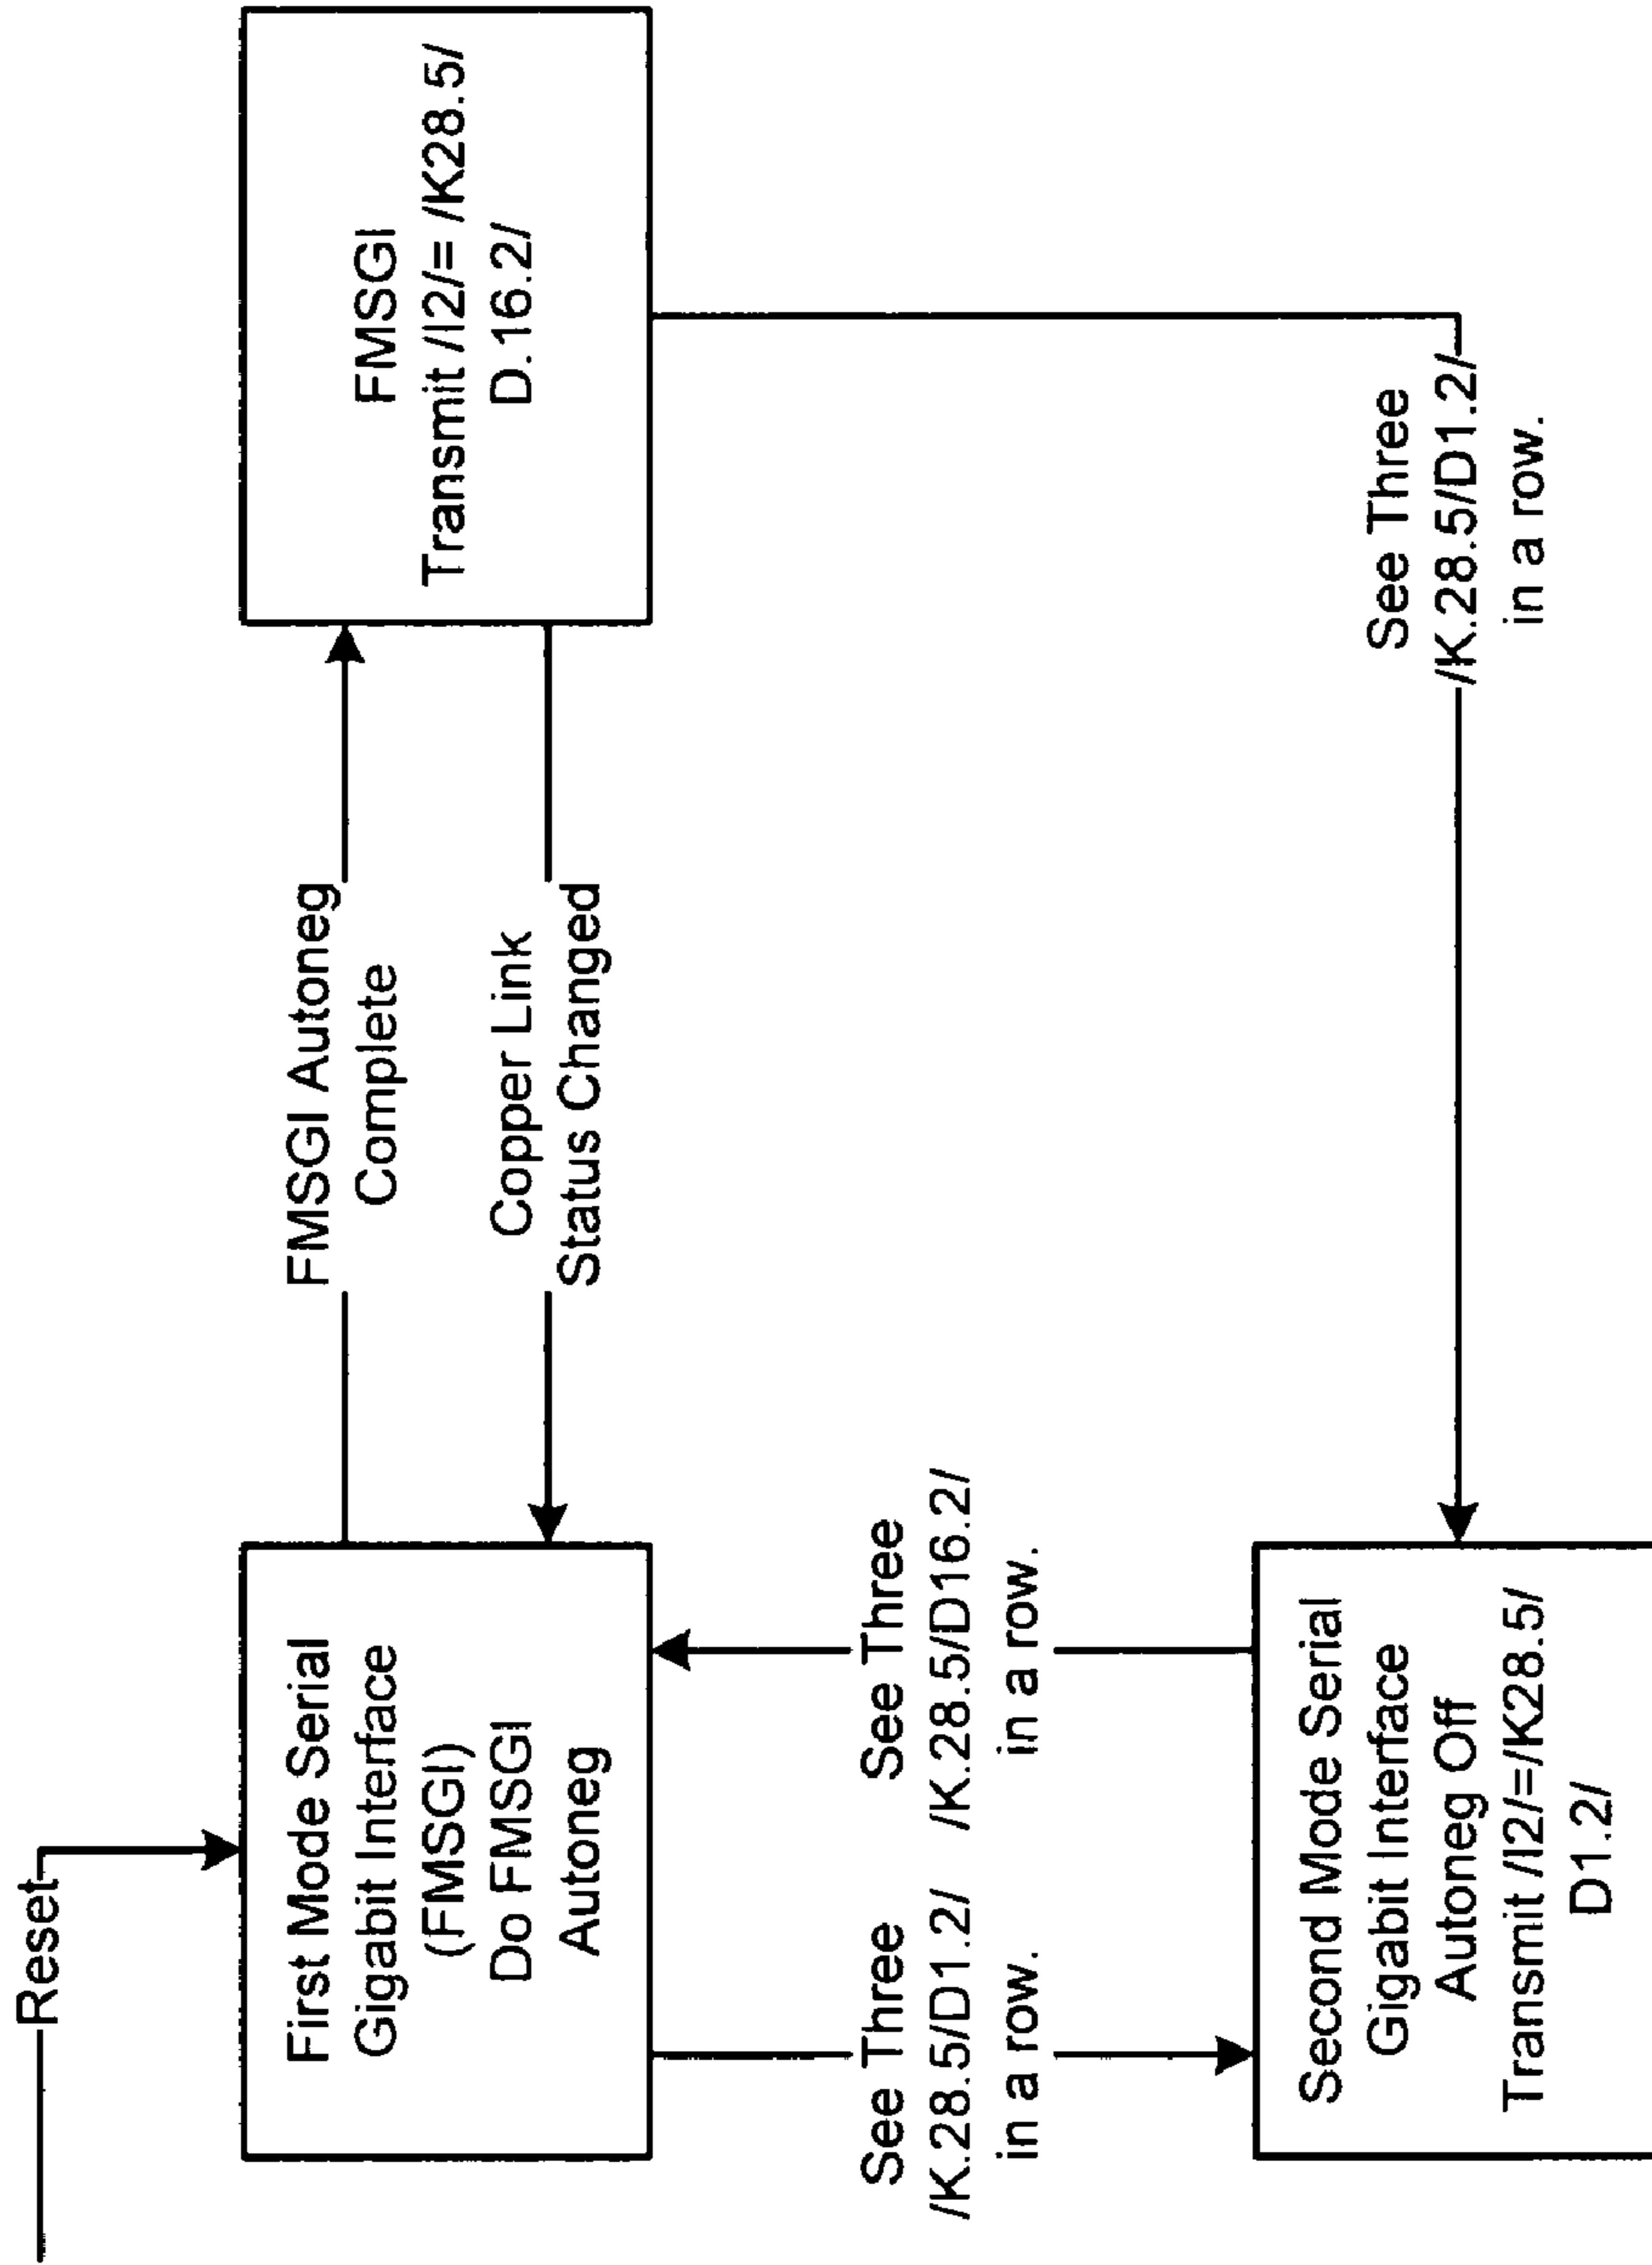 Reset
First Mode Serial
Gigabit Interface
(FMSGI)
Do FMSGI
Autoneg
FMSGI Autoneg
Complete
Copper Link
Status Changed
FMSGI
Transmit /I2/= /K28.5/
D.16.2/
See Three
/K.28.5/D1.2/
in a row.
See Three
/K.28.5/D16.2/
in a row.
See Three
/K.28.5/D1.2/
in a row.
Second Mode Serial
Gigabit Interface
Autoneg Off
Transmit /I2/=/K28.5/
D1.2/